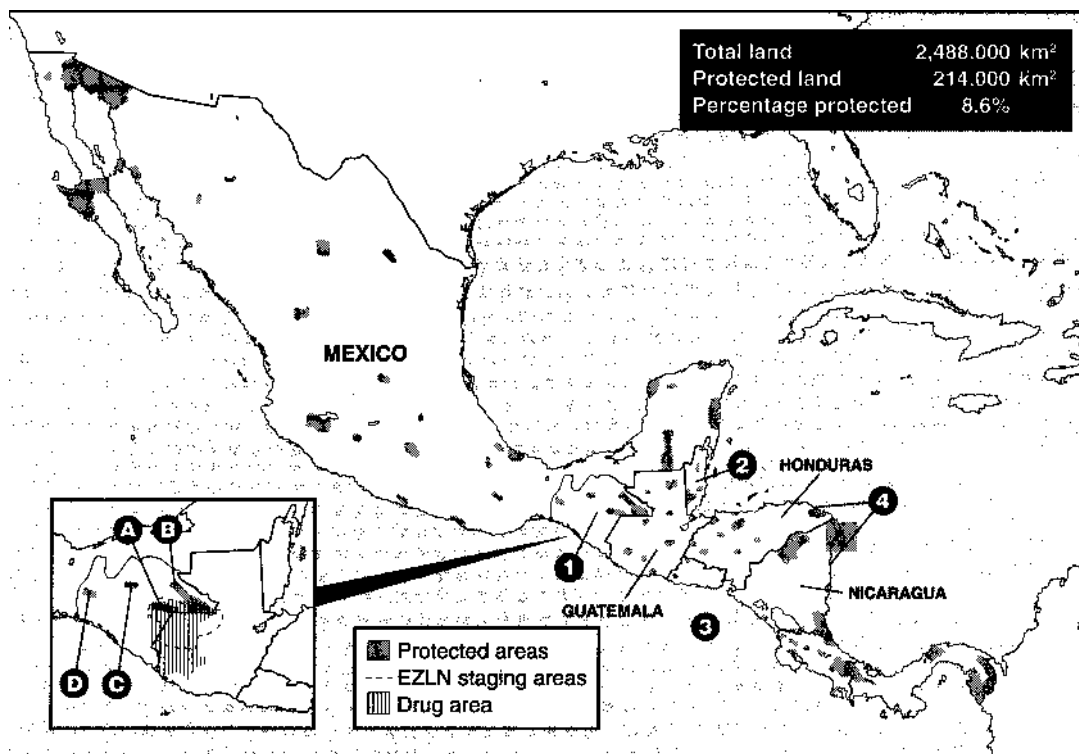 Total land 2,488.000 km²
Protected land 214.000 km²
Percentage protected 8.6%
MEXICO
2
HONDURAS
4
A B
1
NICARAGUA
GUATEMALA
3
Protected areas
EZLN staging areas
Drug area
D C